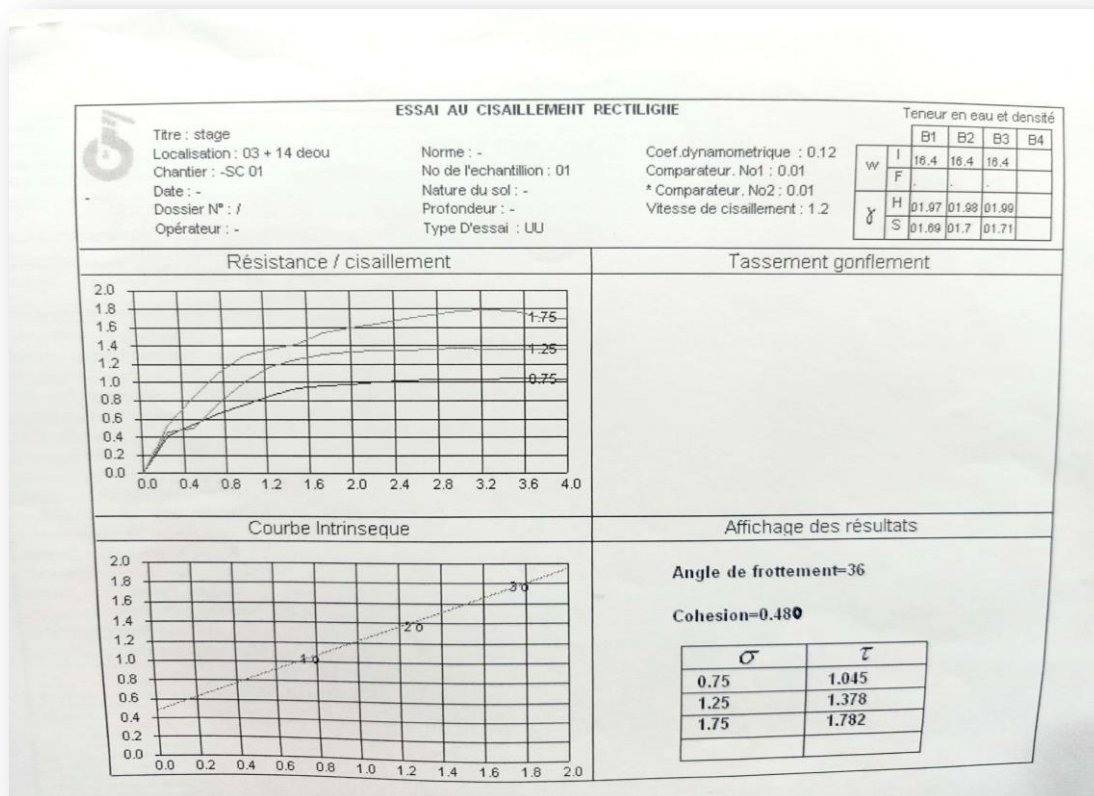 ESSAI AU CISAILLEMENT RECTILIGNE
Titre : stage
Localisation : 03 + 14 deou
Chantier : -SC 01
Date : -
Dossier N° : /
Opérateur : -
Norme : -
No de l'echantillion : 01
Nature du sol : -
Profondeur : -
Type D'essai : UU
Coef.dynamometrique : 0.12
Comparateur. No1 : 0.01
* Comparateur. No2 : 0.01
Vitesse de cisaillement : 1.2
Teneur en eau et densité
B1 B2 B3 B4
W I 16.4 16.4 16.4
F . . .
γ H 01.97 01.98 01.99
S 01.69 01.7 01.71
Résistance / cisaillement
2.0
1.8
1.6
1.4
1.2
1.0
0.8
0.6
0.4
0.2
0.0
1.75
1.25
0.75
0.0 0.4 0.8 1.2 1.6 2.0 2.4 2.8 3.2 3.6 4.0
Tassement gonflement
Courbe Intrinseque
2.0
1.8
1.6
1.4
1.2
1.0
0.8
0.6
0.4
0.2
0.0
3
2
1
0.0 0.2 0.4 0.6 0.8 1.0 1.2 1.4 1.6 1.8 2.0
Affichage des résultats
Angle de frottement=36
Cohesion=0.480
σ τ
0.75 1.045
1.25 1.378
1.75 1.782